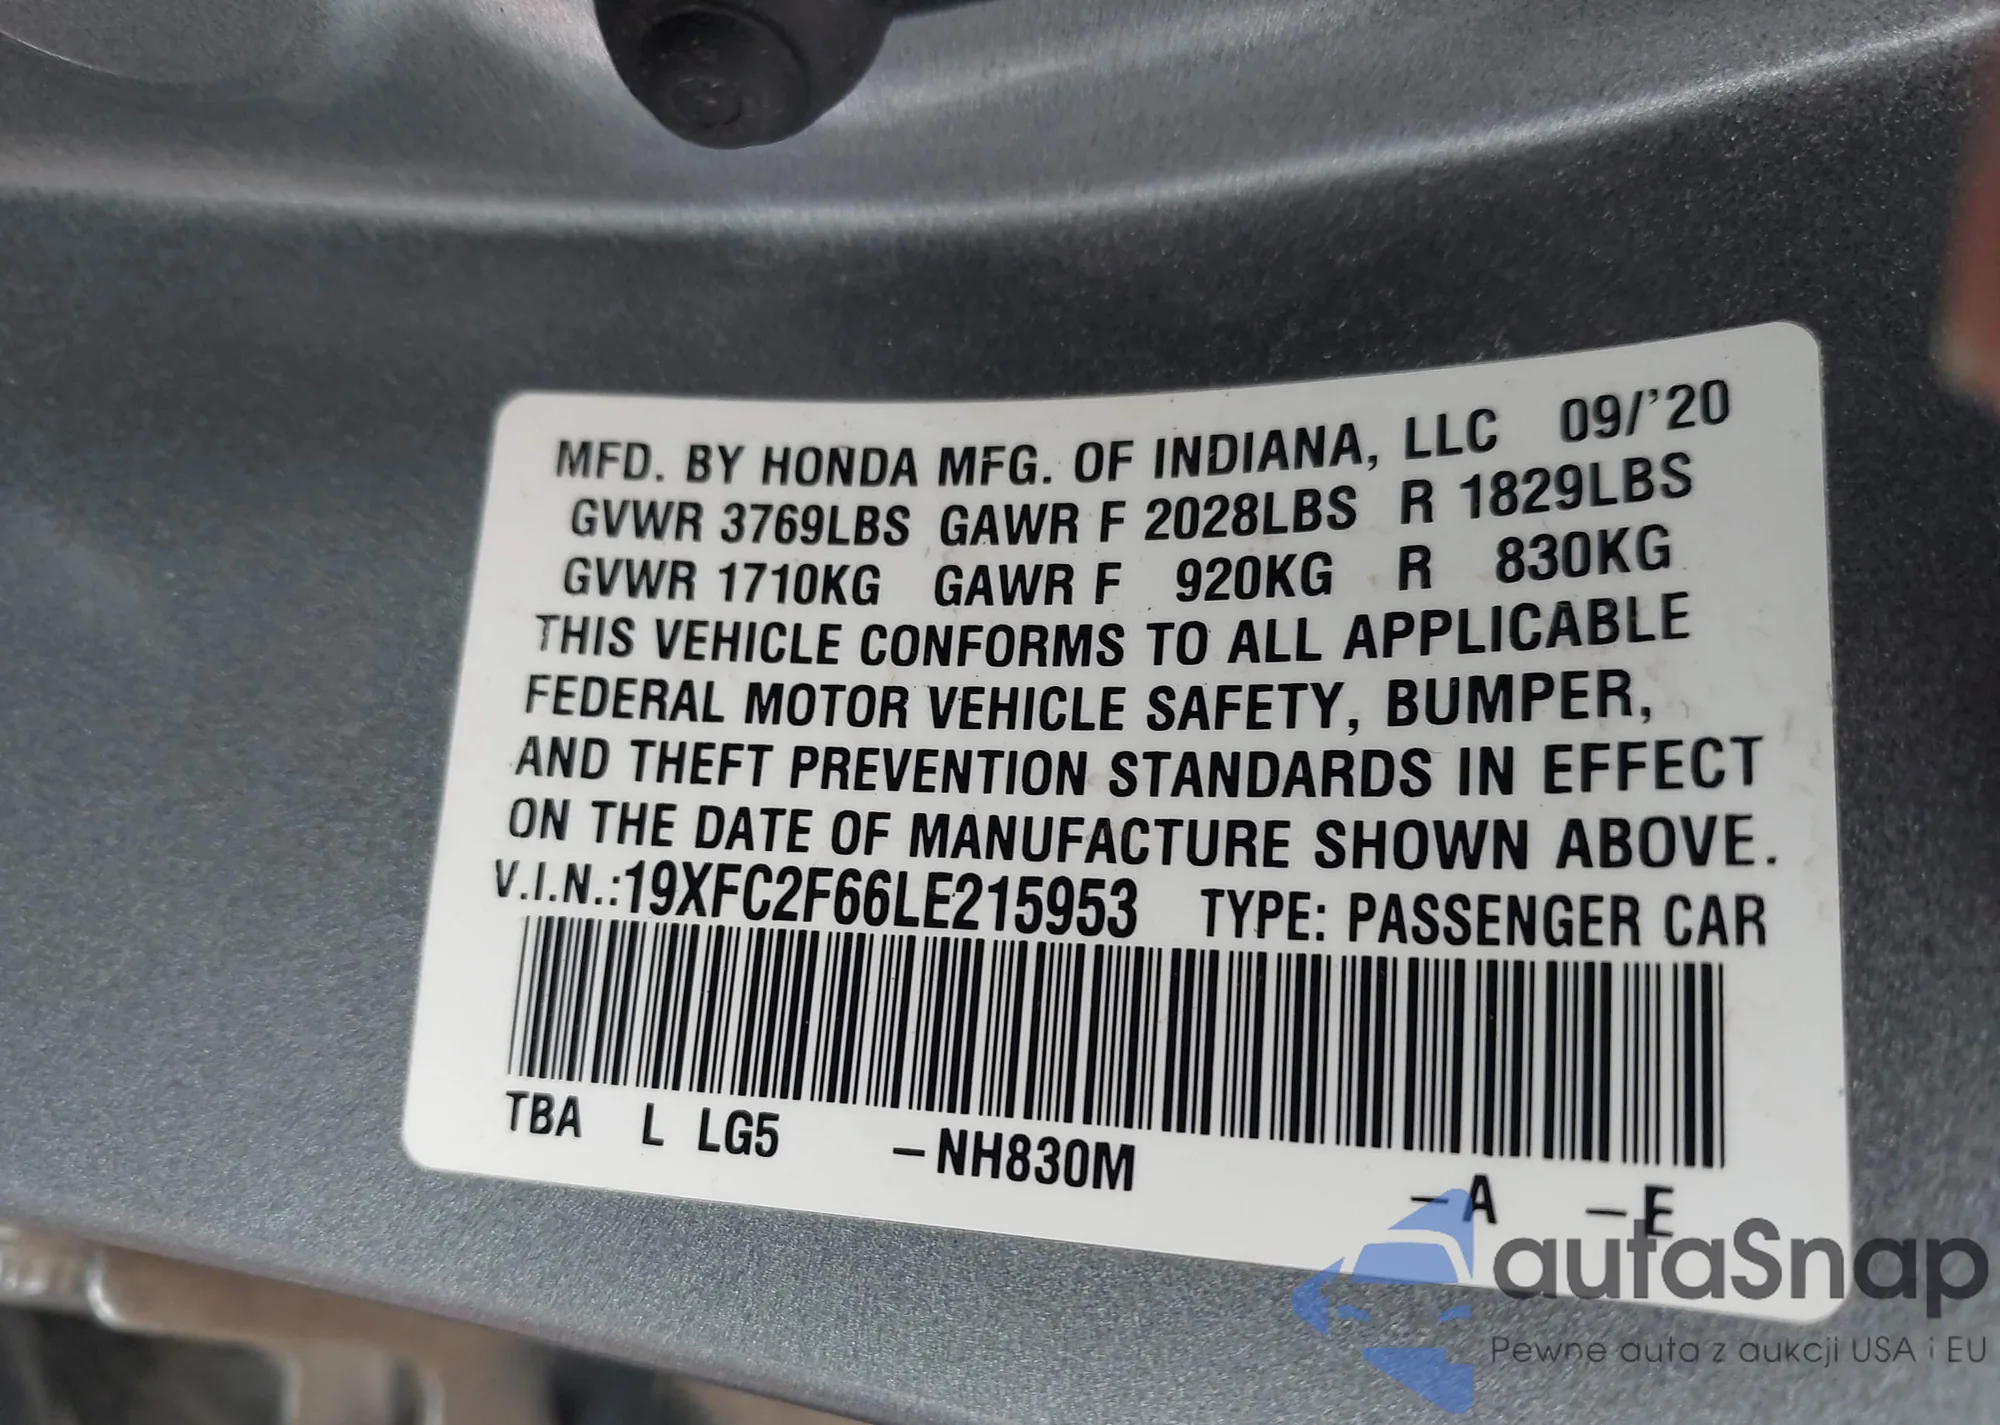 MFD. BY HONDA MFG. OF INDIANA, LLC 09/'20
GVWR 3769LBS GAWR F 2028LBS R 1829LBS
GVWR 1710KG GAWR F 920KG R 830KG
THIS VEHICLE CONFORMS TO ALL APPLICABLE
FEDERAL MOTOR VEHICLE SAFETY, BUMPER,
AND THEFT PREVENTION STANDARDS IN EFFECT
ON THE DATE OF MANUFACTURE SHOWN ABOVE.
V.I.N.:19XFC2F66LE215953 TYPE: PASSENGER CAR
TBA L LG5 –NH830M –A –E
autaSnap
Pewne auta z aukcji USA i EU